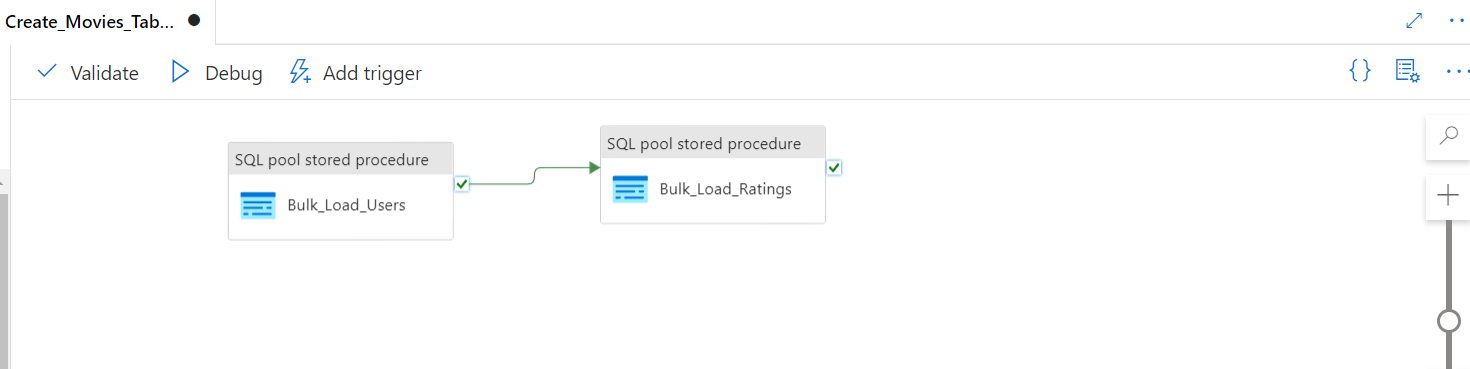 Create_Movies_Tab...
Validate Debug Add trigger
SQL pool stored procedure
Bulk_Load_Users
SQL pool stored procedure
Bulk_Load_Ratings